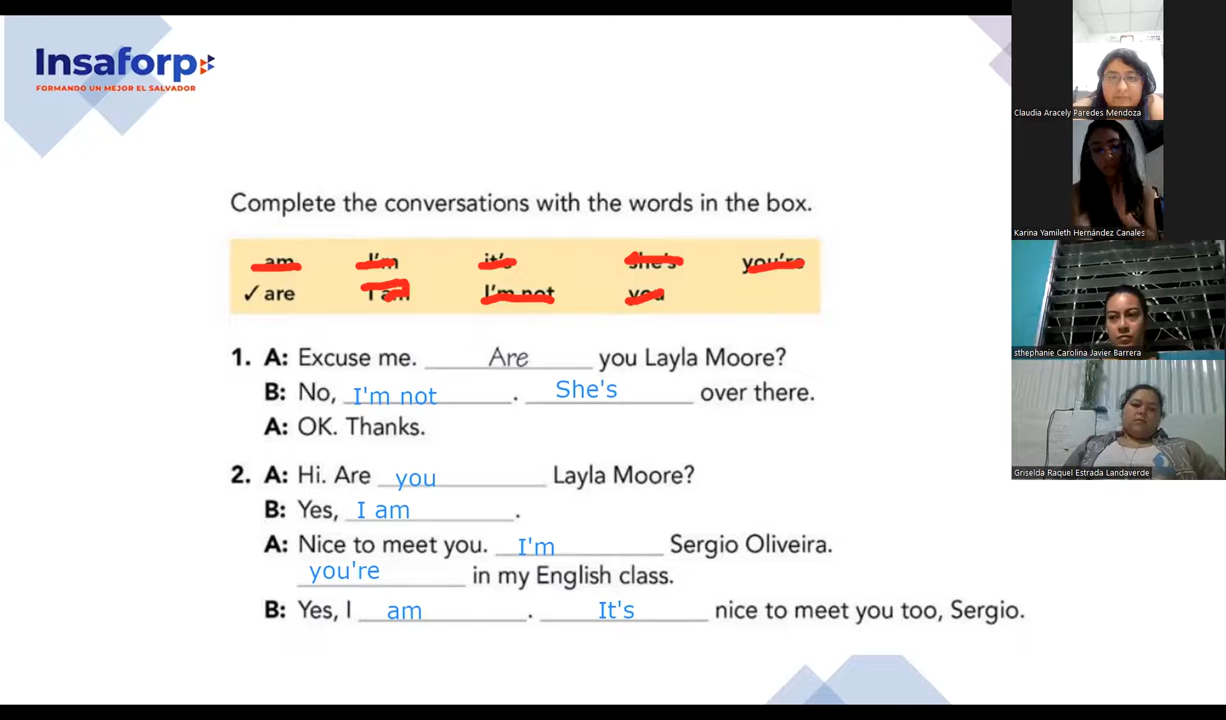 Insaforp
FORMANDO UN MEJOR EL SALVADOR
Complete the conversations with the words in the box.
am I'm it's she's you're
✓ are I am I'm not you
1. A: Excuse me. Are you Layla Moore?
B: No, I'm not . She's over there.
A: OK. Thanks.
2. A: Hi. Are you Layla Moore?
B: Yes, I am .
A: Nice to meet you. I'm Sergio Oliveira.
you're in my English class.
B: Yes, I am . It's nice to meet you too, Sergio.
Claudia Aracely Paredes Mendoza
Karina Yamileth Hernández Canales
sthephanie Carolina Javier Barrera
Griselda Raquel Estrada Landaverde